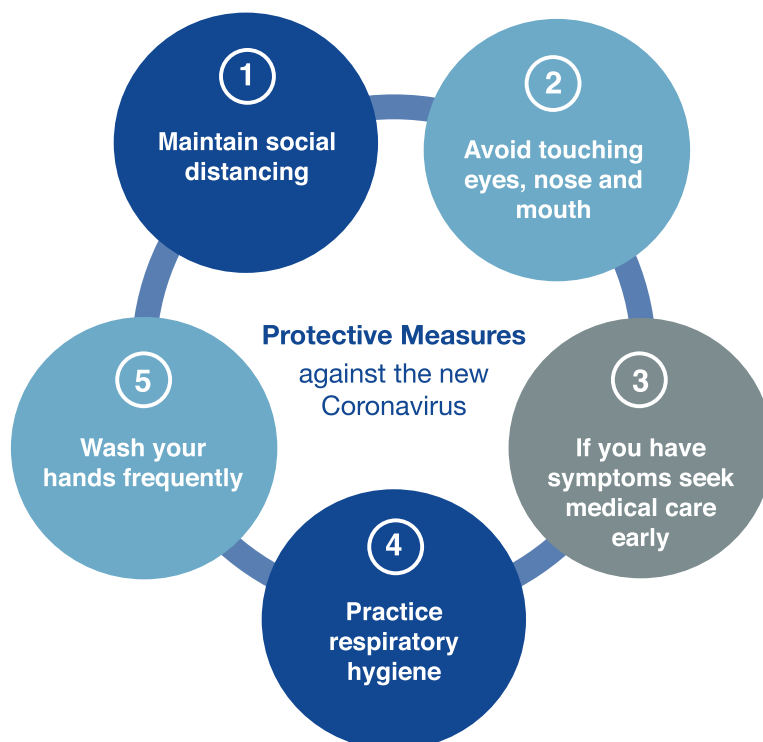 Protective Measures
against the new
Coronavirus
1
Maintain social
distancing
2
Avoid touching
eyes, nose and
mouth
3
If you have
symptoms seek
medical care
early
4
Practice
respiratory
hygiene
5
Wash your
hands frequently